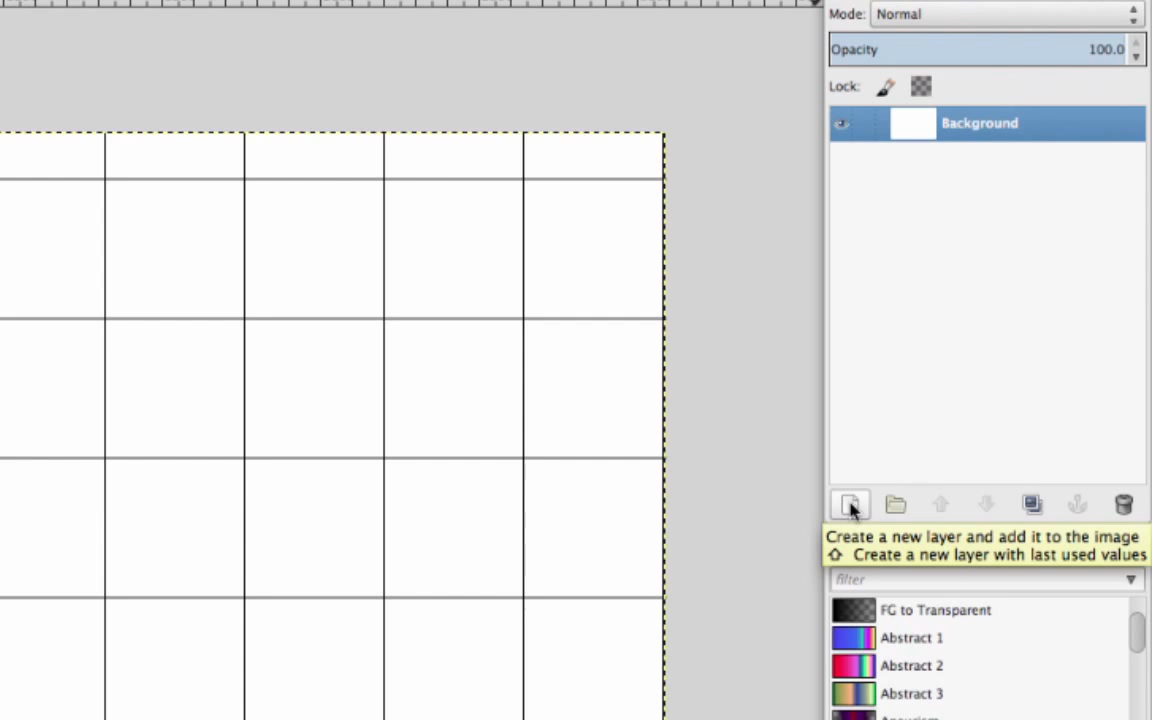 Mode: Normal
Opacity 100.0
Lock:
Background
Create a new layer and add it to the image
Create a new layer with last used values
filter
FG to Transparent
Abstract 1
Abstract 2
Abstract 3